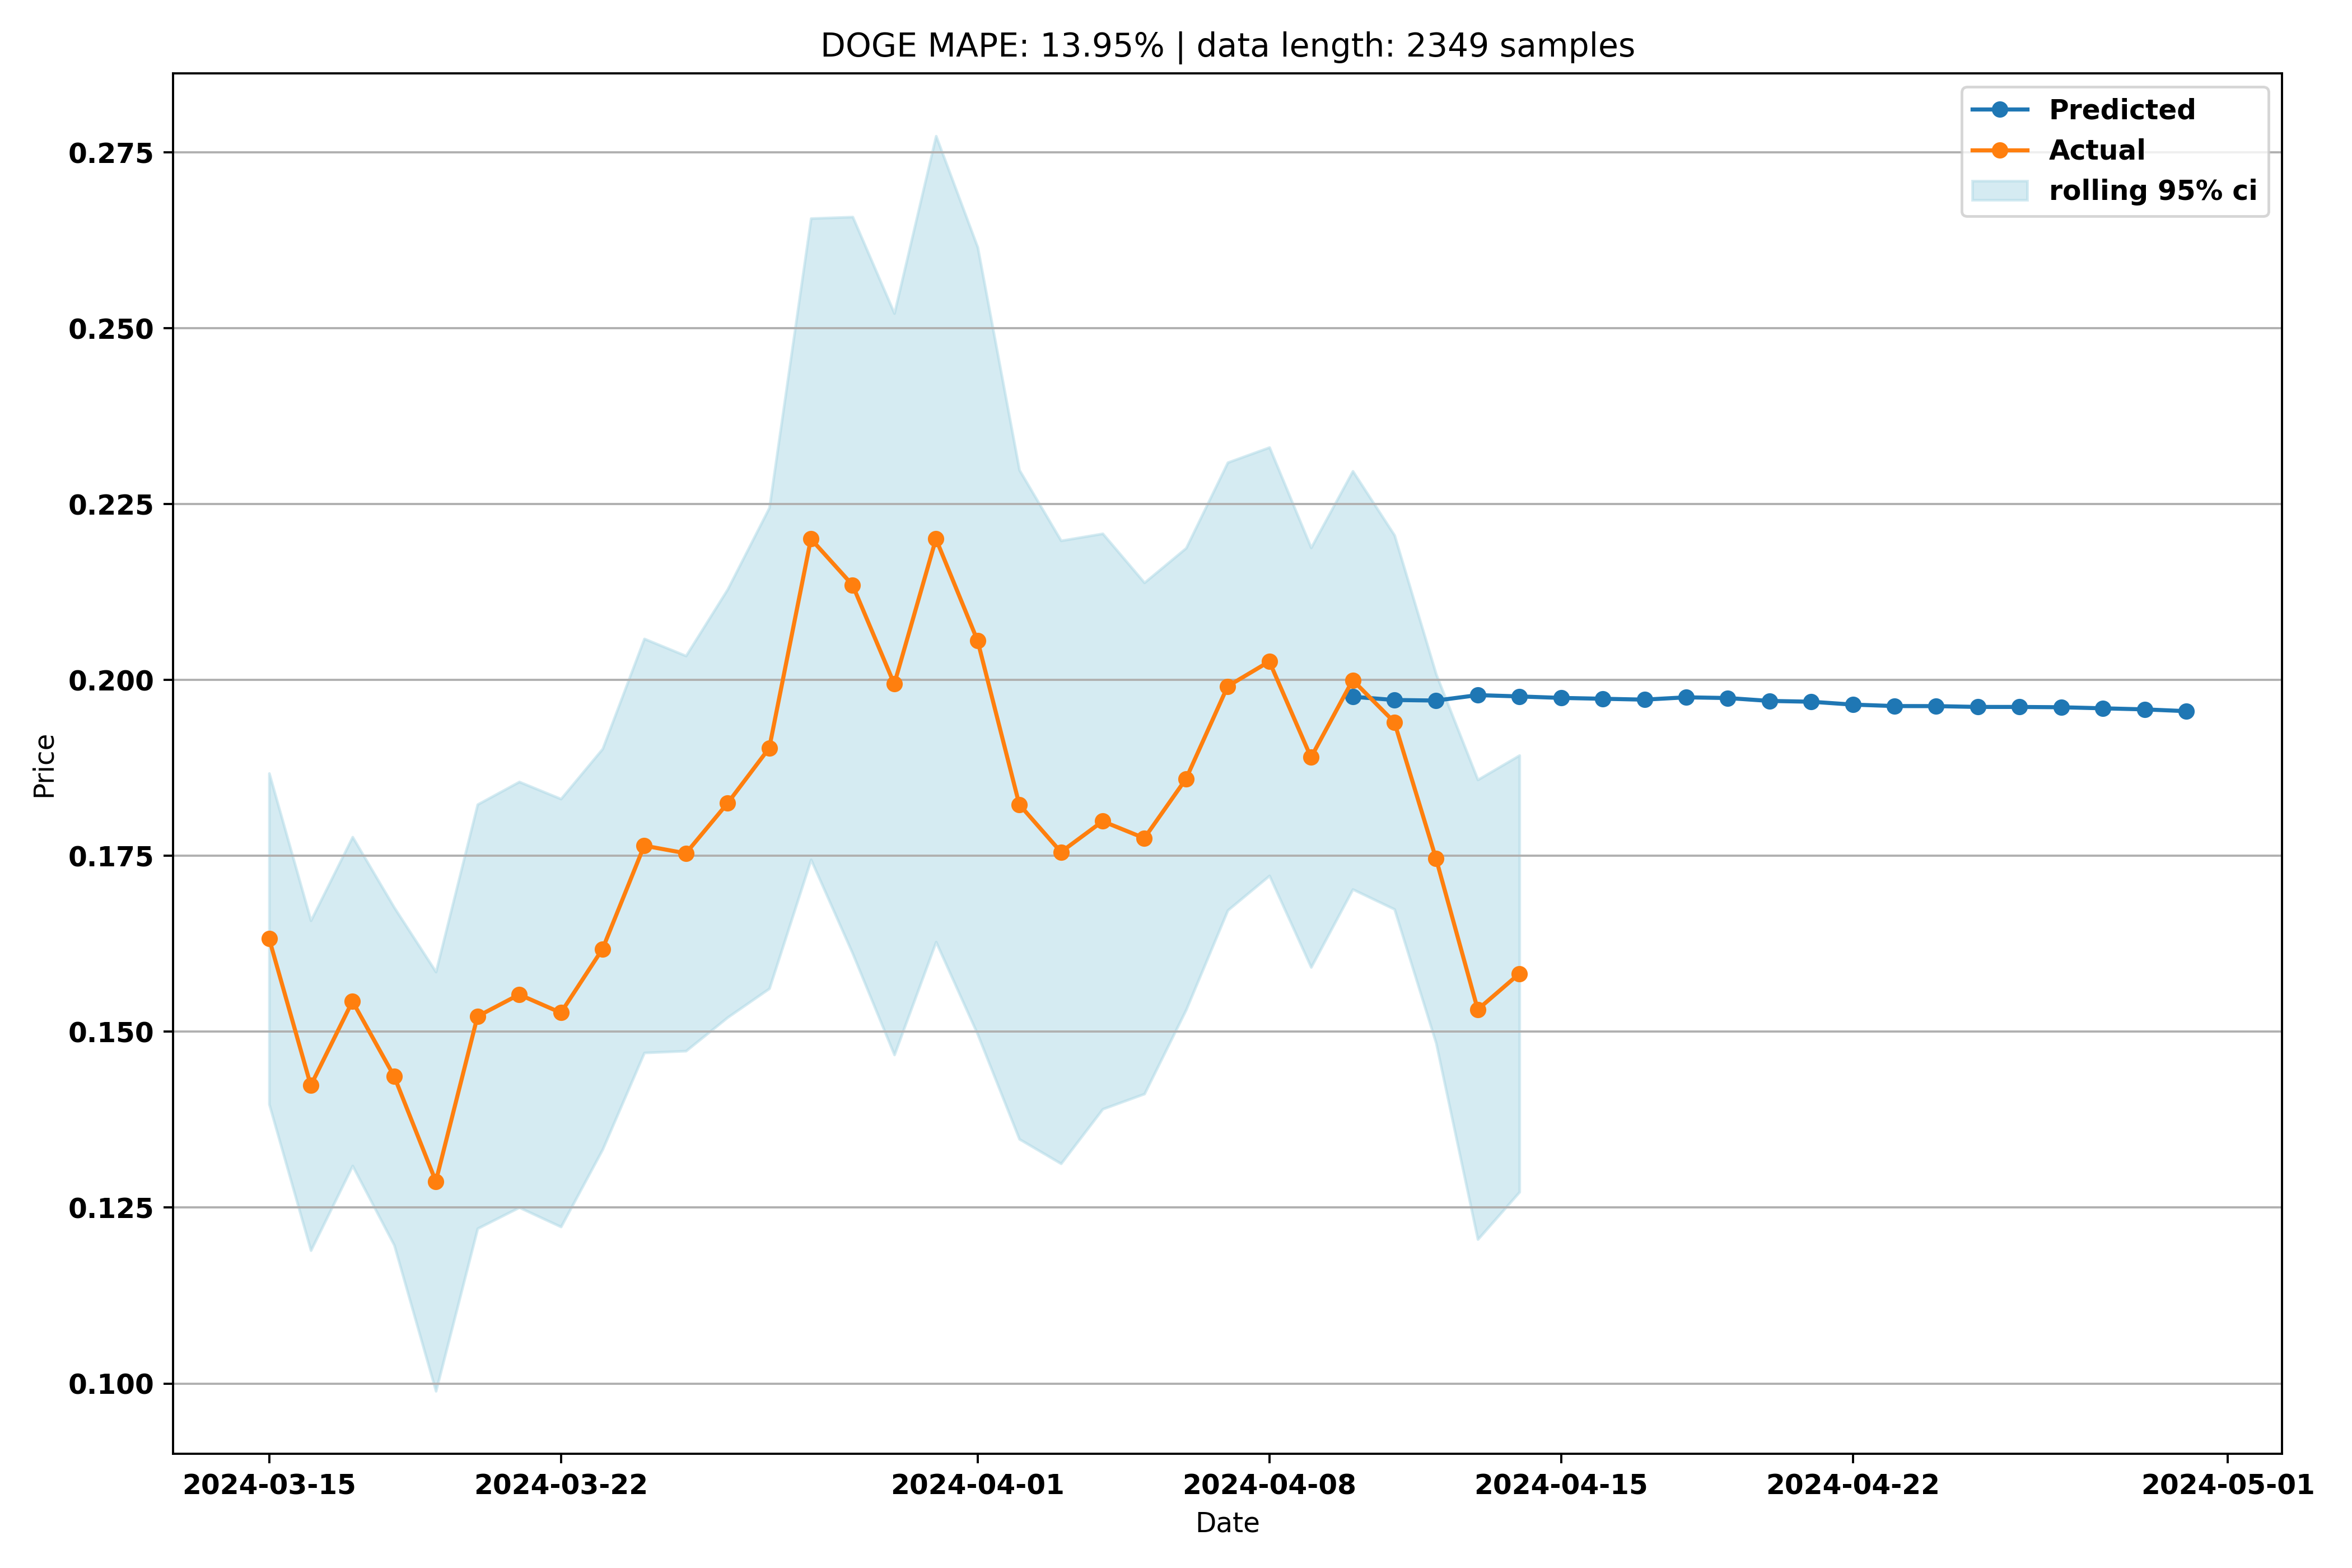 DOGE MAPE: 13.95% | data length: 2349 samples
Predicted
Actual
rolling 95% ci
0.275
0.250
0.225
0.200
0.175
0.150
0.125
0.100
Price
2024-03-15 2024-03-22 2024-04-01 2024-04-08 2024-04-15 2024-04-22 2024-05-01
Date